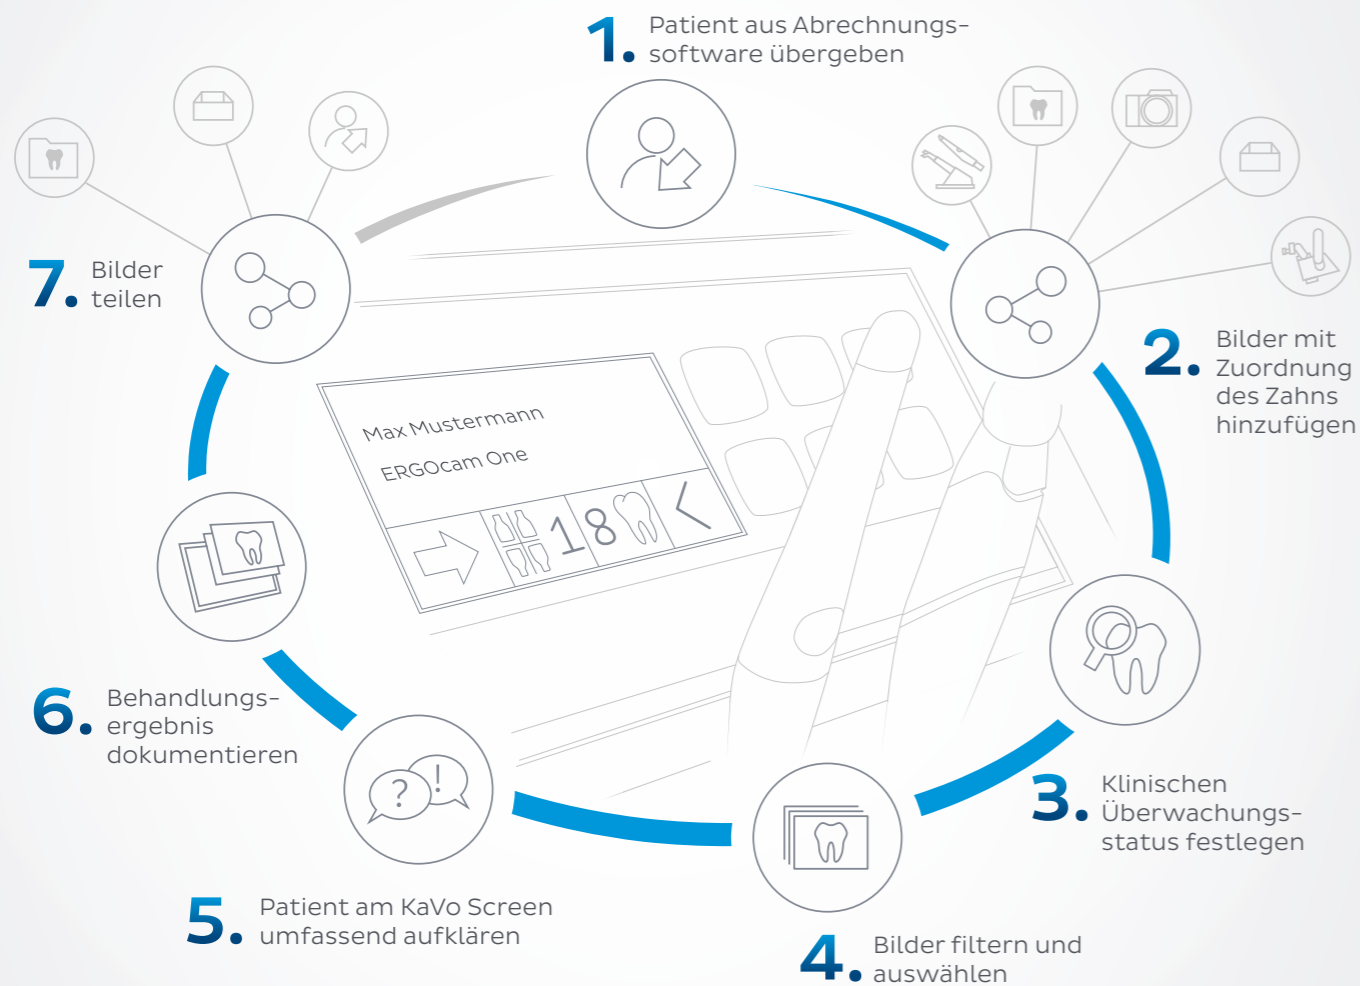 1. Patient aus Abrechnungs-
software übergeben
2. Bilder mit
Zuordnung
des Zahns
hinzufügen
3. Klinischen
Überwachungs-
status festlegen
4. Bilder filtern und
auswählen
5. Patient am KaVo Screen
umfassend aufklären
6. Behandlungs-
ergebnis
dokumentieren
7. Bilder
teilen
Max Mustermann
ERGOcam One
18
?
!